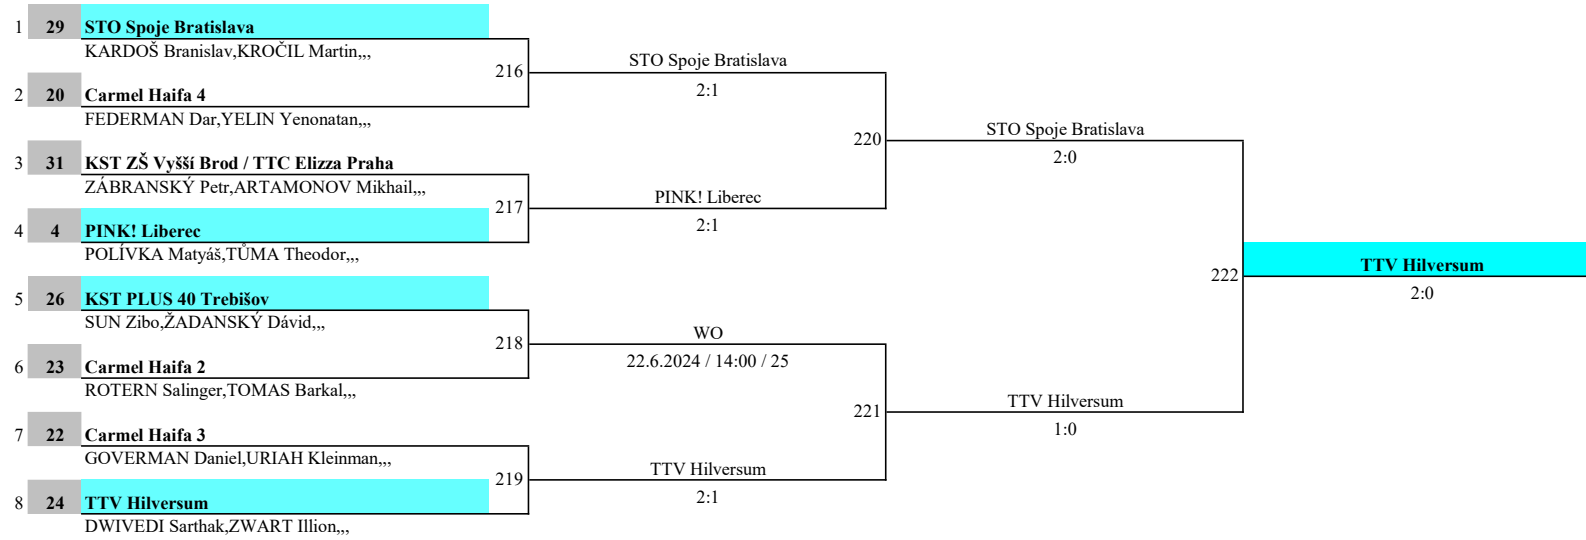 1 29 STO Spoje Bratislava
KARDOŠ Branislav,KROČIL Martin,,,
216 STO Spoje Bratislava
2:1
2 20 Carmel Haifa 4
FEDERMAN Dar,YELIN Yenonatan,,,
220 STO Spoje Bratislava
2:0
3 31 KST ZŠ Vyšší Brod / TTC Elizza Praha
ZÁBRANSKÝ Petr,ARTAMONOV Mikhail,,,
217 PINK! Liberec
2:1
4 4 PINK! Liberec
POLÍVKA Matyáš,TŮMA Theodor,,,
222 TTV Hilversum
2:0
5 26 KST PLUS 40 Trebišov
SUN Zibo,ŽADANSKÝ Dávid,,,
218 WO
22.6.2024 / 14:00 / 25
6 23 Carmel Haifa 2
ROTERN Salinger,TOMAS Barkal,,,
221 TTV Hilversum
1:0
7 22 Carmel Haifa 3
GOVERMAN Daniel,URIAH Kleinman,,,
219 TTV Hilversum
2:1
8 24 TTV Hilversum
DWIVEDI Sarthak,ZWART Illion,,,